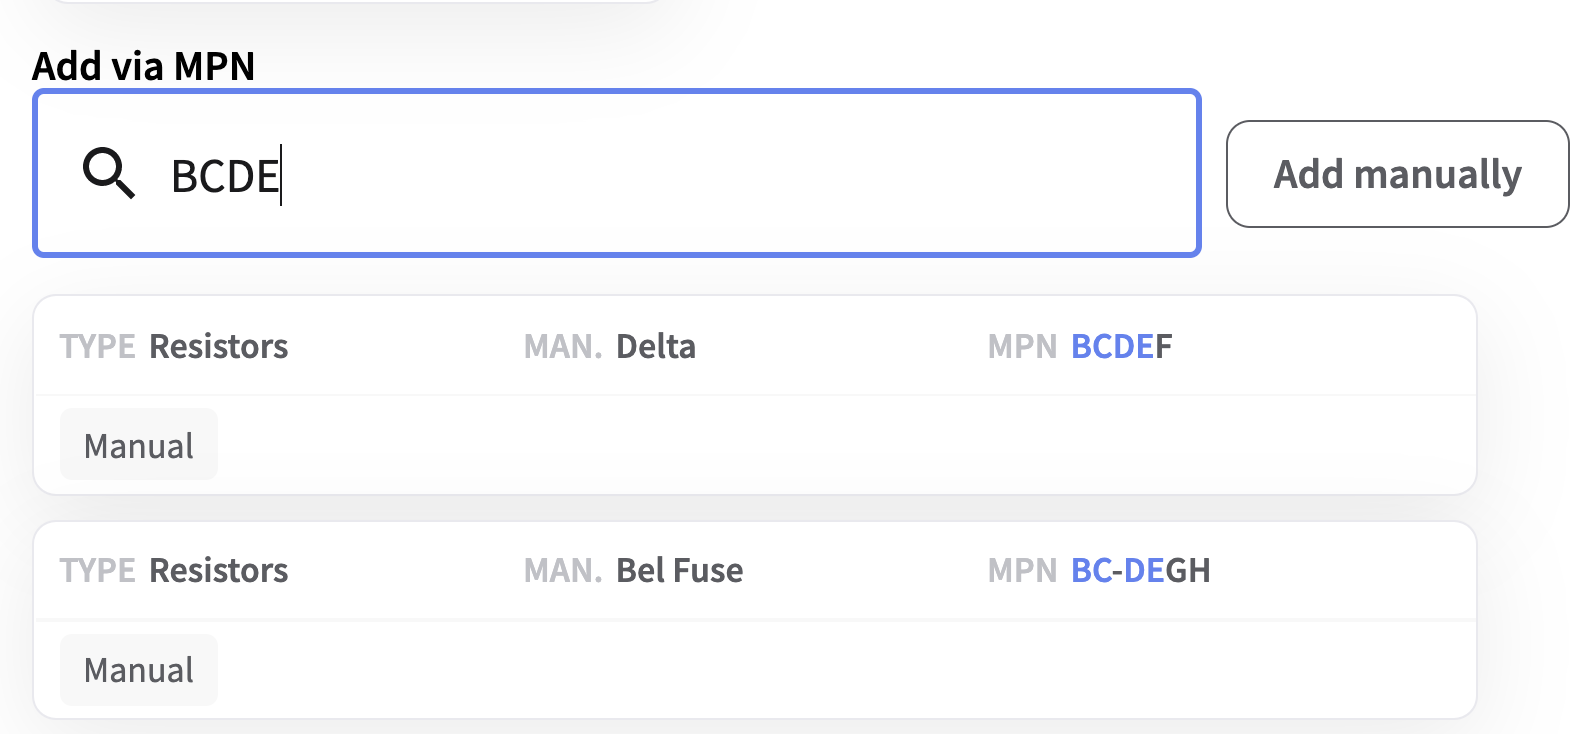 Add via MPN
BCDE
Add manually
TYPE Resistors MAN. Delta MPN BCDEF
Manual
TYPE Resistors MAN. Bel Fuse MPN BC-DEGH
Manual